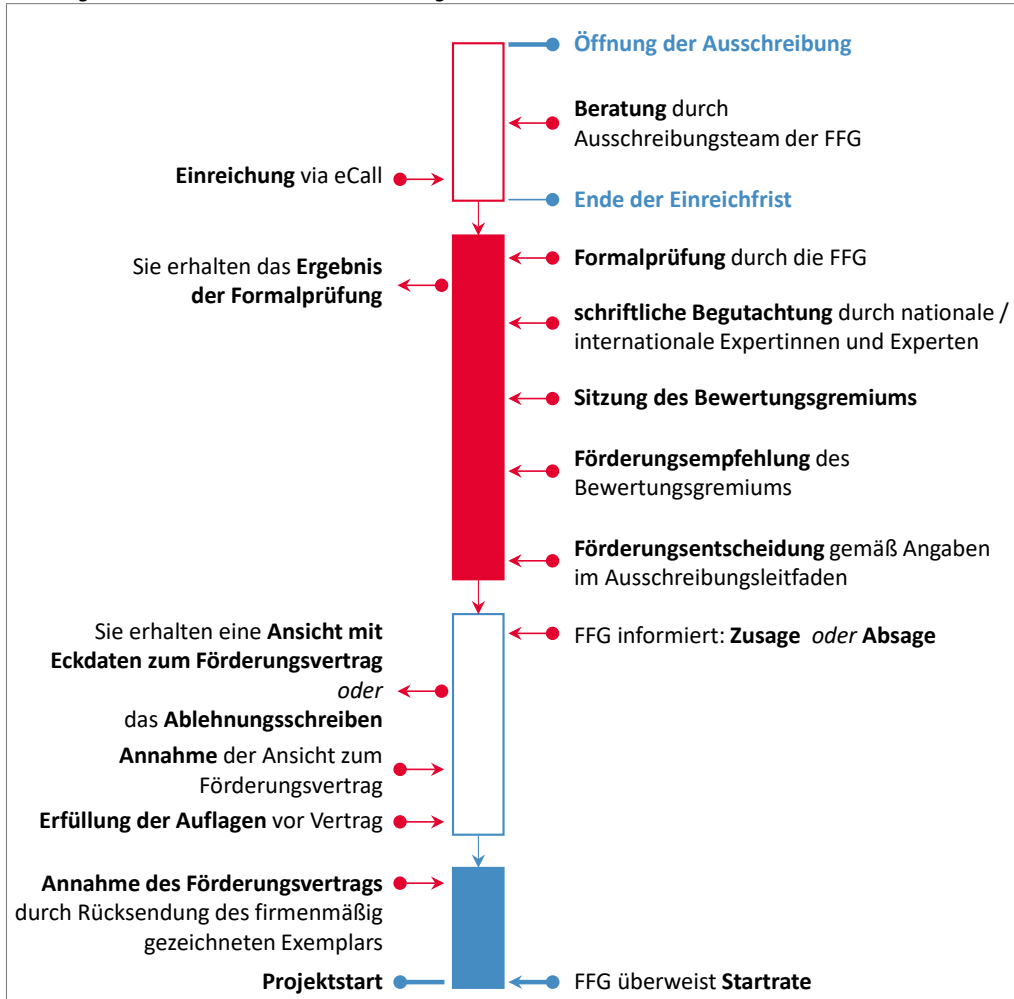 Öffnung der Ausschreibung
Beratung durch
Ausschreibungsteam der FFG
Einreichung via eCall
Ende der Einreichfrist
Formalprüfung durch die FFG
Sie erhalten das Ergebnis
der Formalprüfung
schriftliche Begutachtung durch nationale /
internationale Expertinnen und Experten
Sitzung des Bewertungsgremiums
Förderungsempfehlung des
Bewertungsgremiums
Förderungsentscheidung gemäß Angaben
im Ausschreibungsleitfaden
FFG informiert: Zusage oder Absage
Sie erhalten eine Ansicht mit
Eckdaten zum Förderungsvertrag
oder
das Ablehnungsschreiben
Annahme der Ansicht zum
Förderungsvertrag
Erfüllung der Auflagen vor Vertrag
Annahme des Förderungsvertrags
durch Rücksendung des firmenmäßig
gezeichneten Exemplars
Projektstart
FFG überweist Startrate